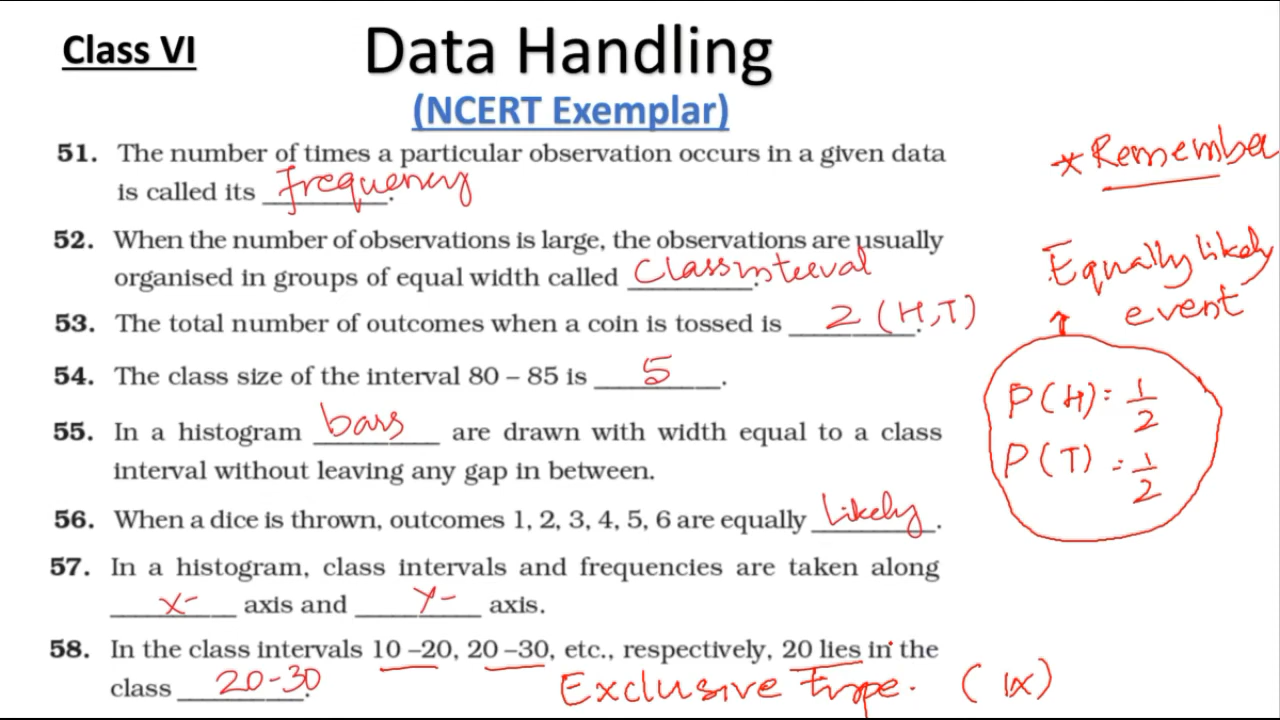 Class VI
Data Handling
(NCERT Exemplar)
51. The number of times a particular observation occurs in a given data
is called its frequency.
52. When the number of observations is large, the observations are usually
organised in groups of equal width called Class interval.
53. The total number of outcomes when a coin is tossed is 2 (H,T).
54. The class size of the interval 80 – 85 is 5.
55. In a histogram bars are drawn with width equal to a class
interval without leaving any gap in between.
56. When a dice is thrown, outcomes 1, 2, 3, 4, 5, 6 are equally likely.
57. In a histogram, class intervals and frequencies are taken along
x- axis and y- axis.
58. In the class intervals 10 –20, 20 –30, etc., respectively, 20 lies in the
class 20-30.
Exclusive type. (IX)
* Remember
Equally likely
event
P(H) = 1/2
P(T) = 1/2